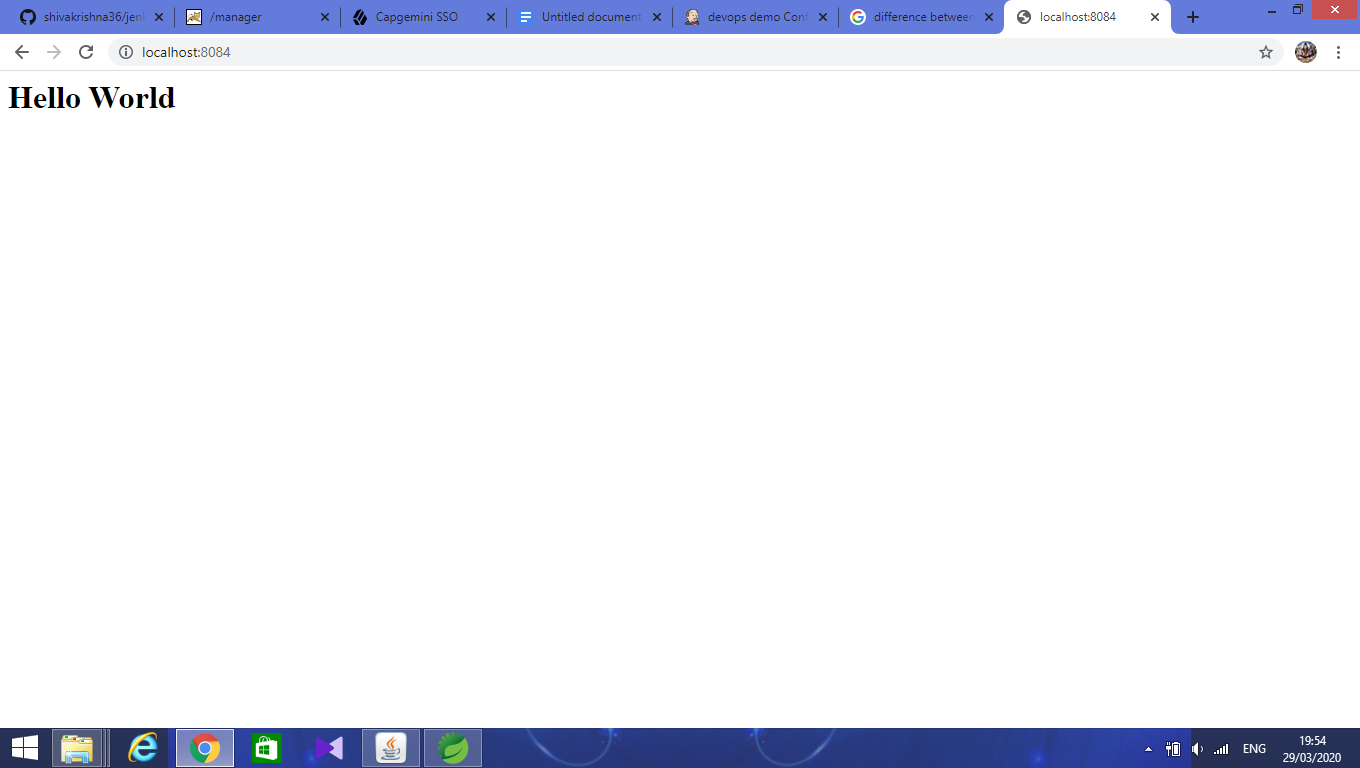 shivakrishna36/jen
/manager
Capgemini SSO
Untitled document
devops demo Conf
difference between
localhost:8084
localhost:8084
Hello World
ENG
19:54
29/03/2020